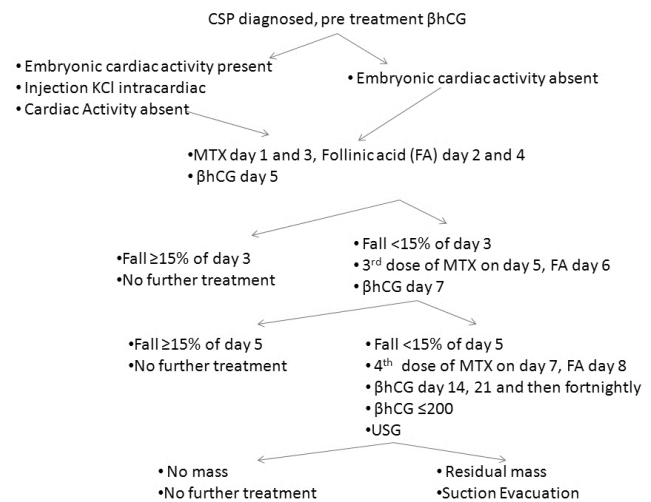 CSP diagnosed, pre treatment βhCG
• Embryonic cardiac activity present
• Injection KCl intracardiac
• Cardiac Activity absent
• Embryonic cardiac activity absent
•MTX day 1 and 3, Follinic acid (FA) day 2 and 4
•βhCG day 5
•Fall ≥15% of day 3
•No further treatment
• Fall <15% of day 3
• 3rd dose of MTX on day 5, FA day 6
• βhCG day 7
•Fall ≥15% of day 5
•No further treatment
• Fall <15% of day 5
• 4th dose of MTX on day 7, FA day 8
• βhCG day 14, 21 and then fortnightly
• βhCG ≤200
•USG
• No mass
•No further treatment
• Residual mass
•Suction Evacuation